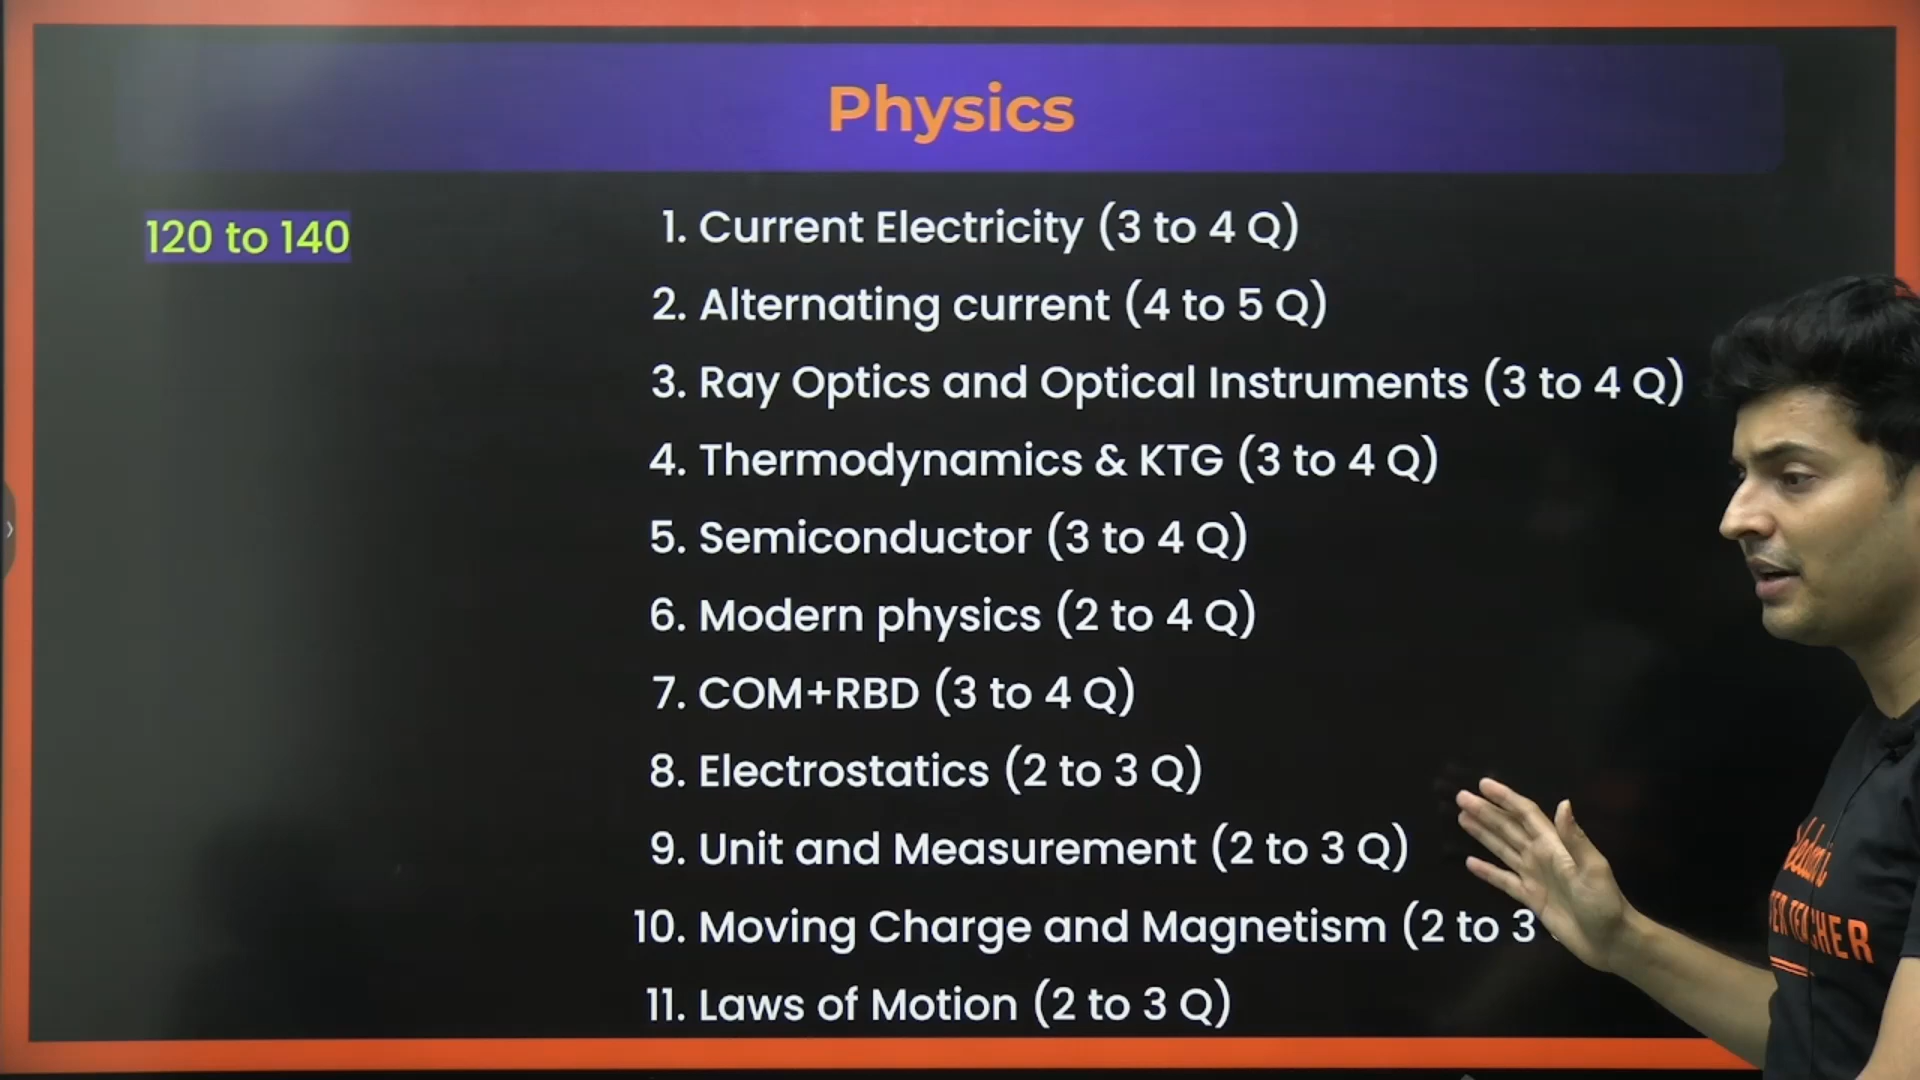 Physics
120 to 140
1. Current Electricity (3 to 4 Q)
2. Alternating current (4 to 5 Q)
3. Ray Optics and Optical Instruments (3 to 4 Q)
4. Thermodynamics & KTG (3 to 4 Q)
5. Semiconductor (3 to 4 Q)
6. Modern physics (2 to 4 Q)
7. COM+RBD (3 to 4 Q)
8. Electrostatics (2 to 3 Q)
9. Unit and Measurement (2 to 3 Q)
10. Moving Charge and Magnetism (2 to 3
11. Laws of Motion (2 to 3 Q)